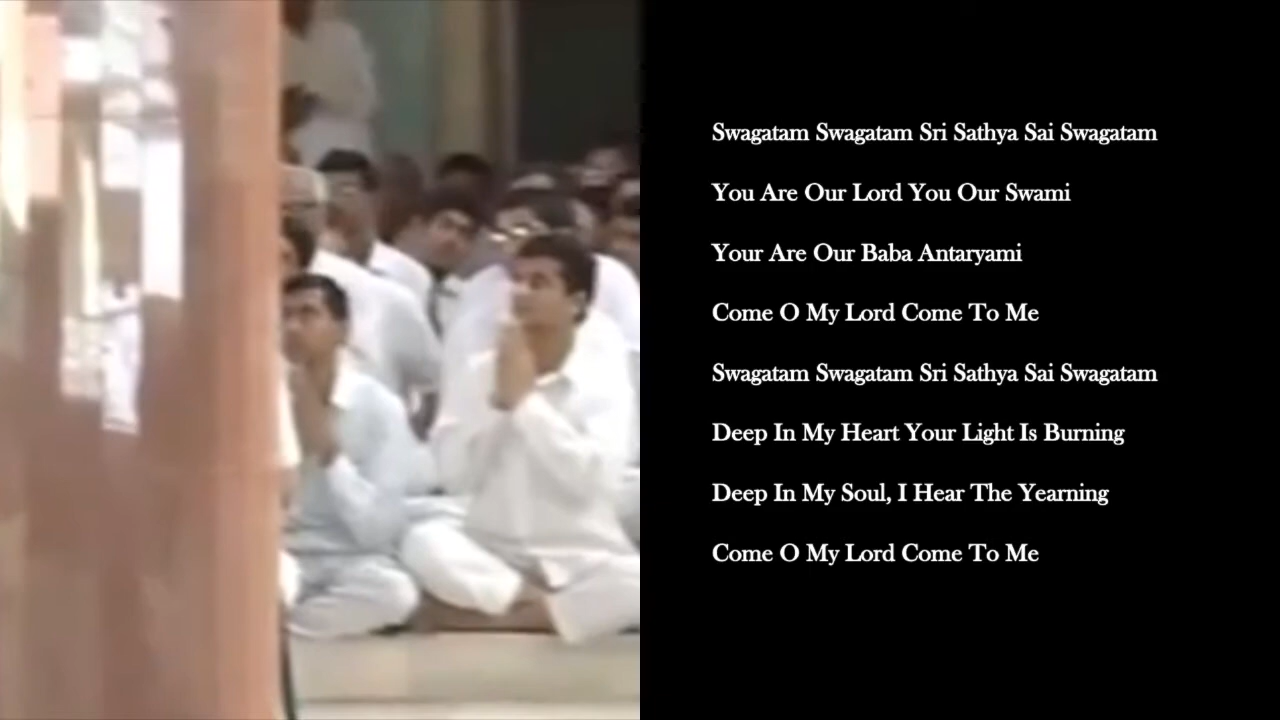 Swagatam Swagatam Sri Sathya Sai Swagatam
You Are Our Lord You Our Swami
Your Are Our Baba Antaryami
Come O My Lord Come To Me
Swagatam Swagatam Sri Sathya Sai Swagatam
Deep In My Heart Your Light Is Burning
Deep In My Soul, I Hear The Yearning
Come O My Lord Come To Me